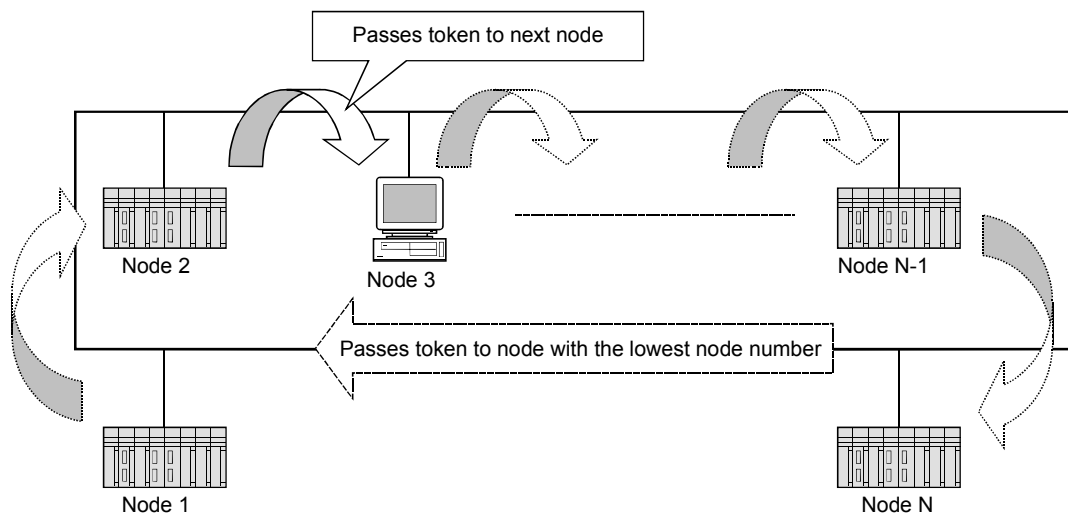 Passes token to next node
Node 2
Node 3
Node N-1
Passes token to node with the lowest node number
Node 1
Node N